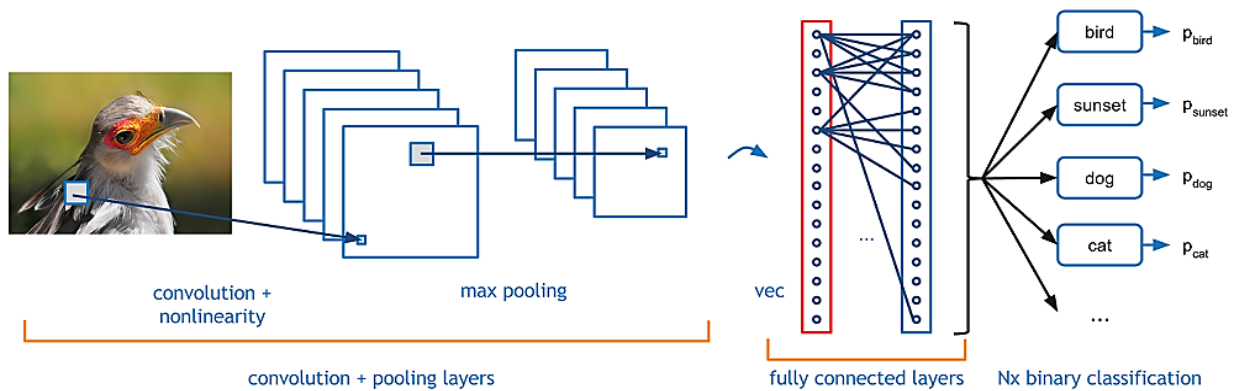 bird
p_bird
sunset
p_sunset
dog
p_dog
cat
p_cat
...
...
convolution +
nonlinearity
max pooling
vec
convolution + pooling layers
fully connected layers
Nx binary classification